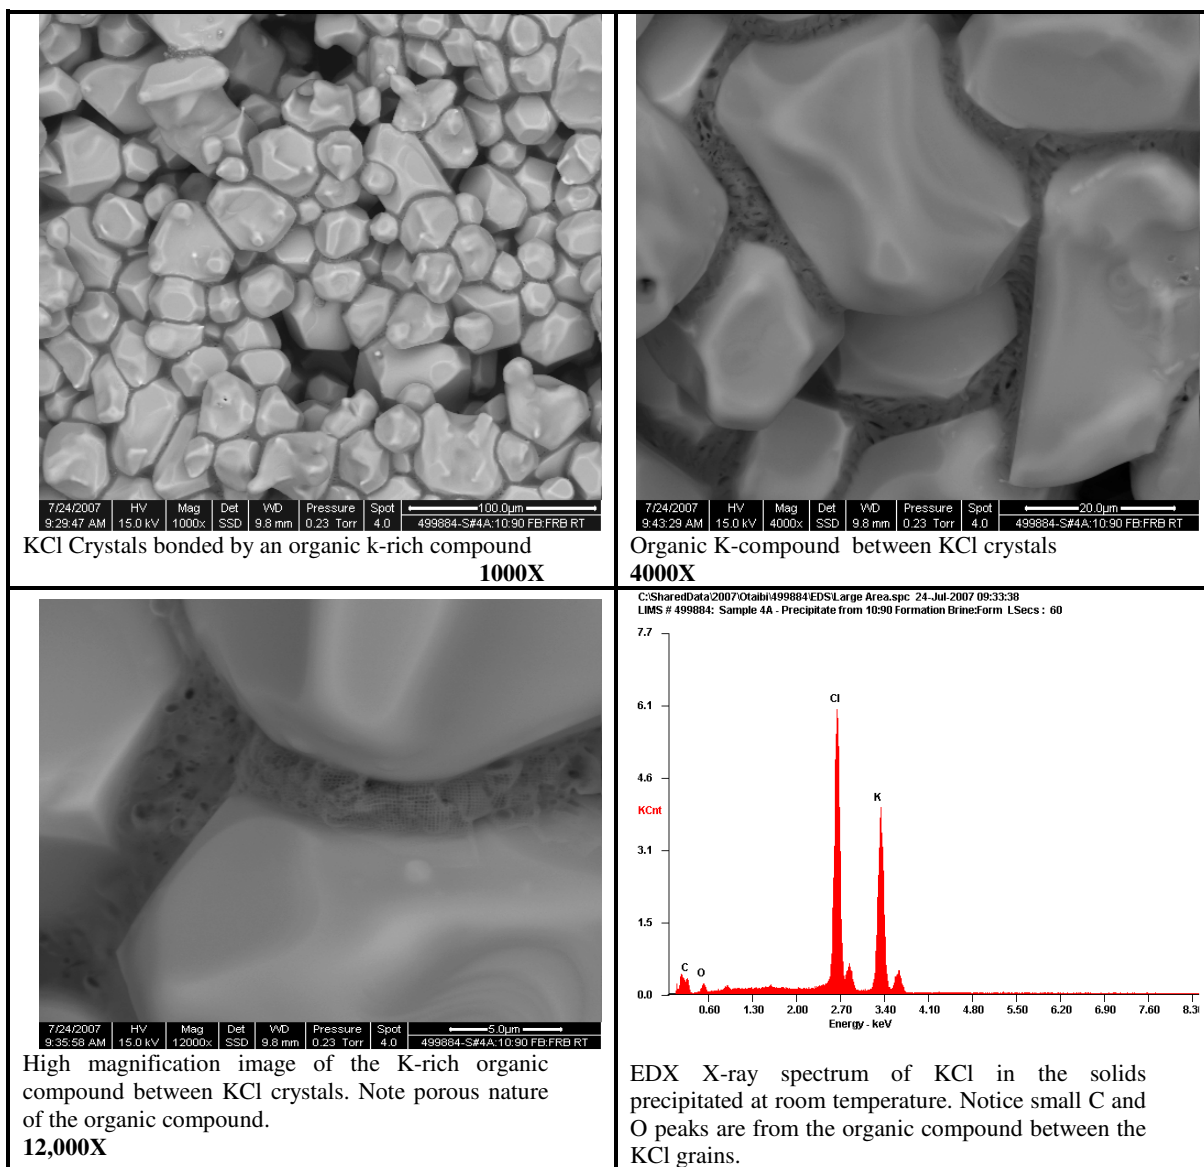 7/24/2007 HV Mag Det WD Pressure Spot 100.0µm
9:29:47 AM 15.0 kV 1000x SSD 9.8 mm 0.23 Torr 4.0 499884-S#4A:10:90 FB:FRB RT
KCl Crystals bonded by an organic k-rich compound
1000X
7/24/2007 HV Mag Det WD Pressure Spot 20.0µm
9:43:29 AM 15.0 kV 4000x SSD 9.8 mm 0.23 Torr 4.0 499884-S#4A:10:90 FB:FRB RT
Organic K-compound between KCl crystals
4000X
7/24/2007 HV Mag Det WD Pressure Spot 5.0µm
9:35:58 AM 15.0 kV 12000x SSD 9.8 mm 0.23 Torr 4.0 499884-S#4A:10:90 FB:FRB RT
High magnification image of the K-rich organic
compound between KCl crystals. Note porous nature
of the organic compound.
12,000X
C:\SharedData\2007\Otaibi\499884\EDS\Large Area.spc 24-Jul-2007 09:33:38
LIMS # 499884: Sample 4A - Precipitate from 10:90 Formation Brine:Form LSecs : 60
7.7
6.1
4.6
KCnt
3.1
1.5
0.0
Cl
K
C
O
0.60 1.30 2.00 2.70 3.40 4.10 4.80 5.50 6.20 6.90 7.60 8.3
Energy - keV
EDX X-ray spectrum of KCl in the solids
precipitated at room temperature. Notice small C and
O peaks are from the organic compound between the
KCl grains.